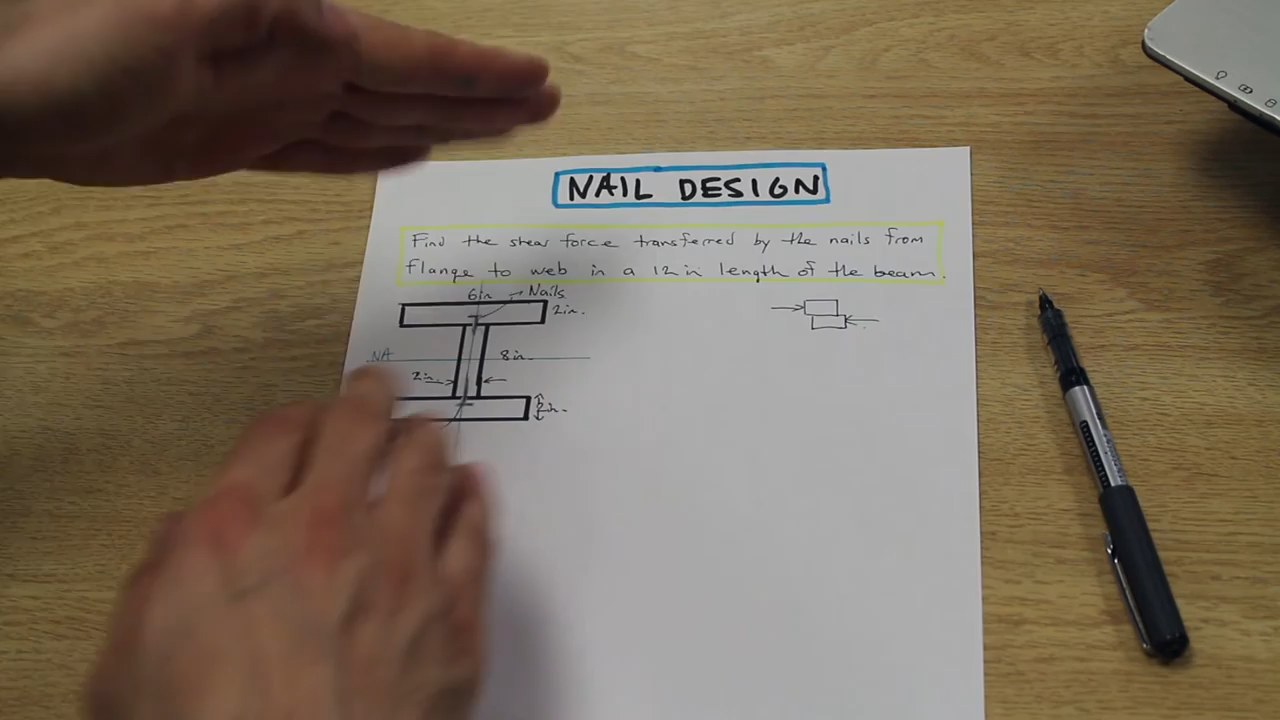 NAIL DESIGN
Find the shear force transferred by the nails from
flange to web in a 12in length of the beam.
6in
Nails
2in.
NA
8in.
2in.
2in.